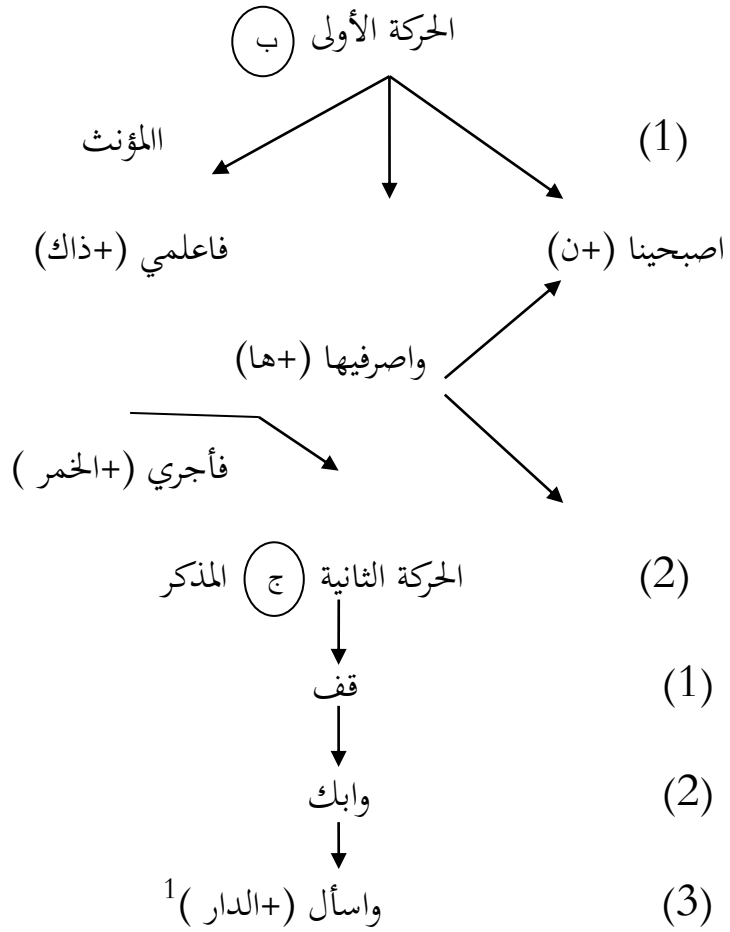 الحركة الأولى ب
(1) االمؤنث
اصبحينا (+ن) فاعلمي (+ذاك)
واصرفيها (+ها)
فأجري (+الخمر )
(2) الحركة الثانية ج المذكر
(1) قف
(2) وابك
(3) واسأل (+الدار )1